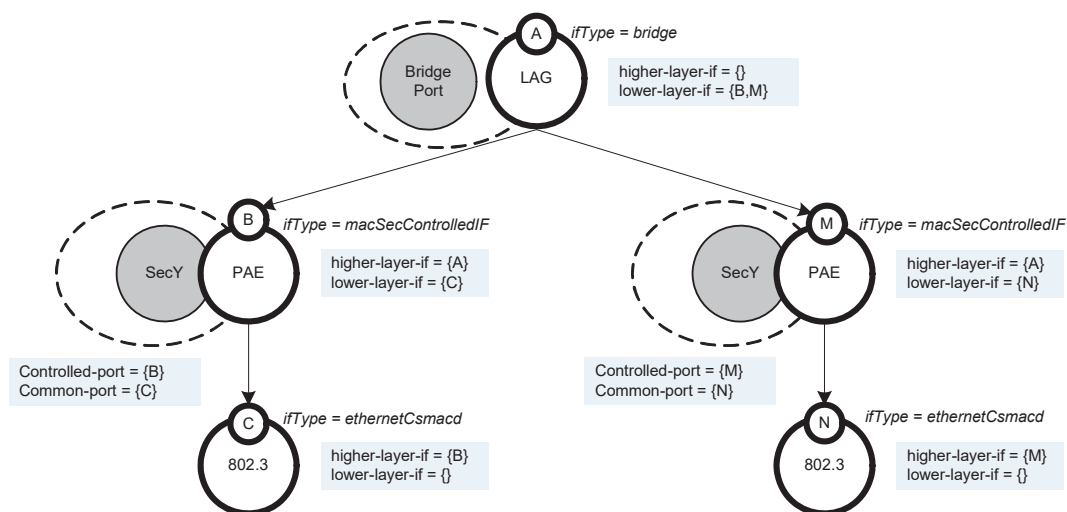 A
ifType = bridge
Bridge
Port
LAG
higher-layer-if = {}
lower-layer-if = {B,M}
B
ifType = macSecControlledIF
SecY
PAE
higher-layer-if = {A}
lower-layer-if = {C}
Controlled-port = {B}
Common-port = {C}
C
ifType = ethernetCsmacd
802.3
higher-layer-if = {B}
lower-layer-if = {}
M
ifType = macSecControlledIF
SecY
PAE
higher-layer-if = {A}
lower-layer-if = {N}
Controlled-port = {M}
Common-port = {N}
N
ifType = ethernetCsmacd
802.3
higher-layer-if = {M}
lower-layer-if = {}